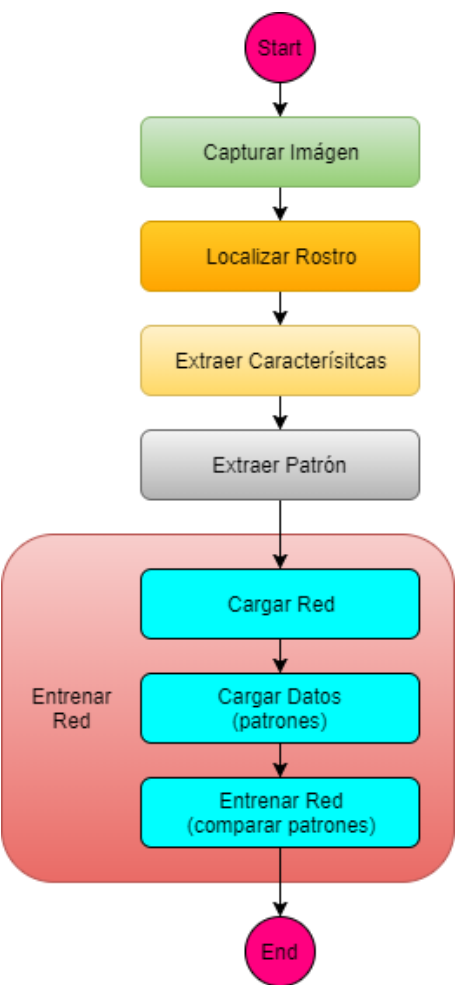 Start
Capturar Imágen
Localizar Rostro
Extraer Caracterísitcas
Extraer Patrón
Cargar Red
Entrenar
Red
Cargar Datos
(patrones)
Entrenar Red
(comparar patrones)
End